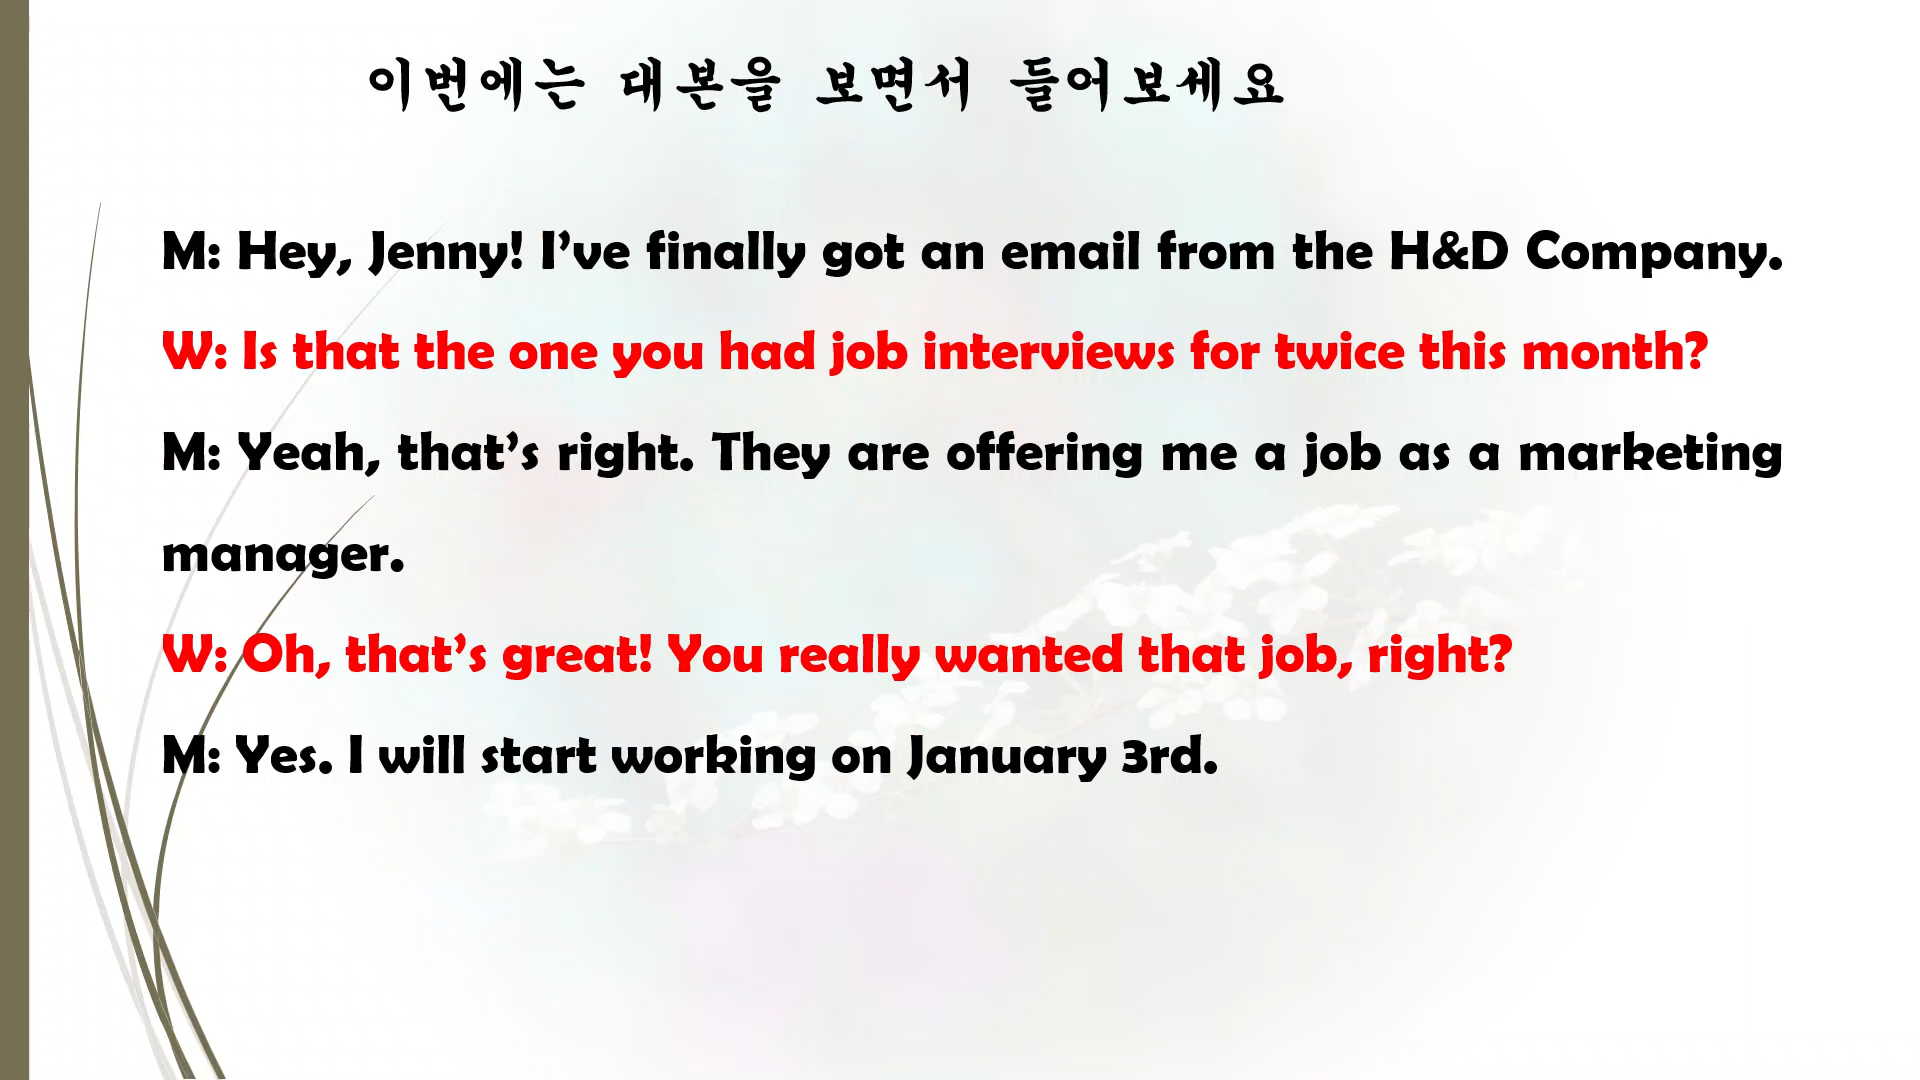 이번에는 대본을 보면서 들어보세요
M: Hey, Jenny! I’ve finally got an email from the H&D Company.
W: Is that the one you had job interviews for twice this month?
M: Yeah, that’s right. They are offering me a job as a marketing
manager.
W: Oh, that’s great! You really wanted that job, right?
M: Yes. I will start working on January 3rd.